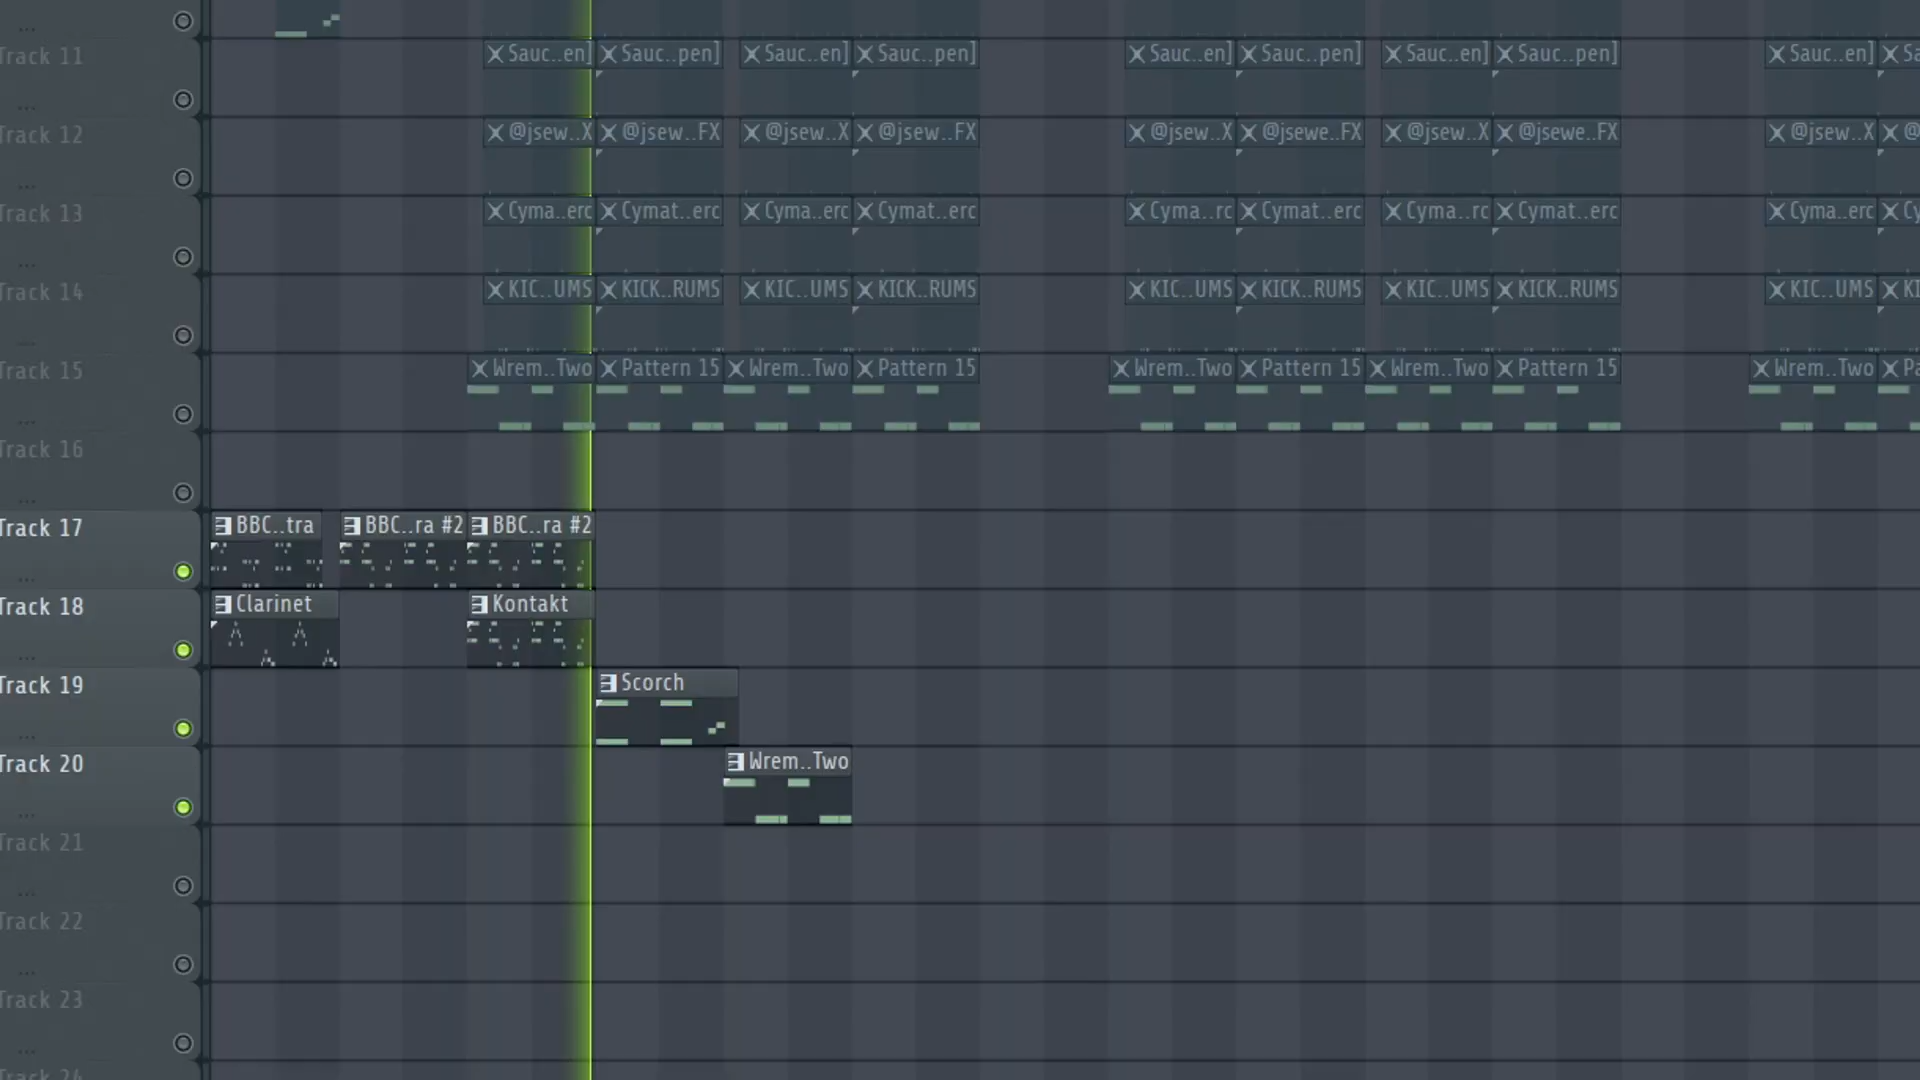 Track 11
Sauc..en] Sauc..pen] Sauc..en] Sauc..pen] Sauc..en] Sauc..pen] Sauc..en] Sauc..pen] Sauc..en] Sa
Track 12
@jsew..X @jsew..FX @jsew..X @jsew..FX @jsew..X @jsewe..FX @jsew..X @jsewe..FX @jsew..X @
Track 13
Cyma..erc Cymat..erc Cyma..erc Cymat..erc Cyma..rc Cymat..erc Cyma..rc Cymat..erc Cyma..erc Cy
Track 14
KIC..UMS KICK..RUMS KIC..UMS KICK..RUMS KIC..UMS KICK..RUMS KIC..UMS KICK..RUMS KIC..UMS KI
Track 15
Wrem..Two Pattern 15 Wrem..Two Pattern 15 Wrem..Two Pattern 15 Wrem..Two Pattern 15 Wrem..Two Pa
Track 16
Track 17
BBC..tra BBC..ra #2 BBC..ra #2
Track 18
Clarinet Kontakt
Track 19
Scorch
Track 20
Wrem..Two
Track 21
Track 22
Track 23
Track 24